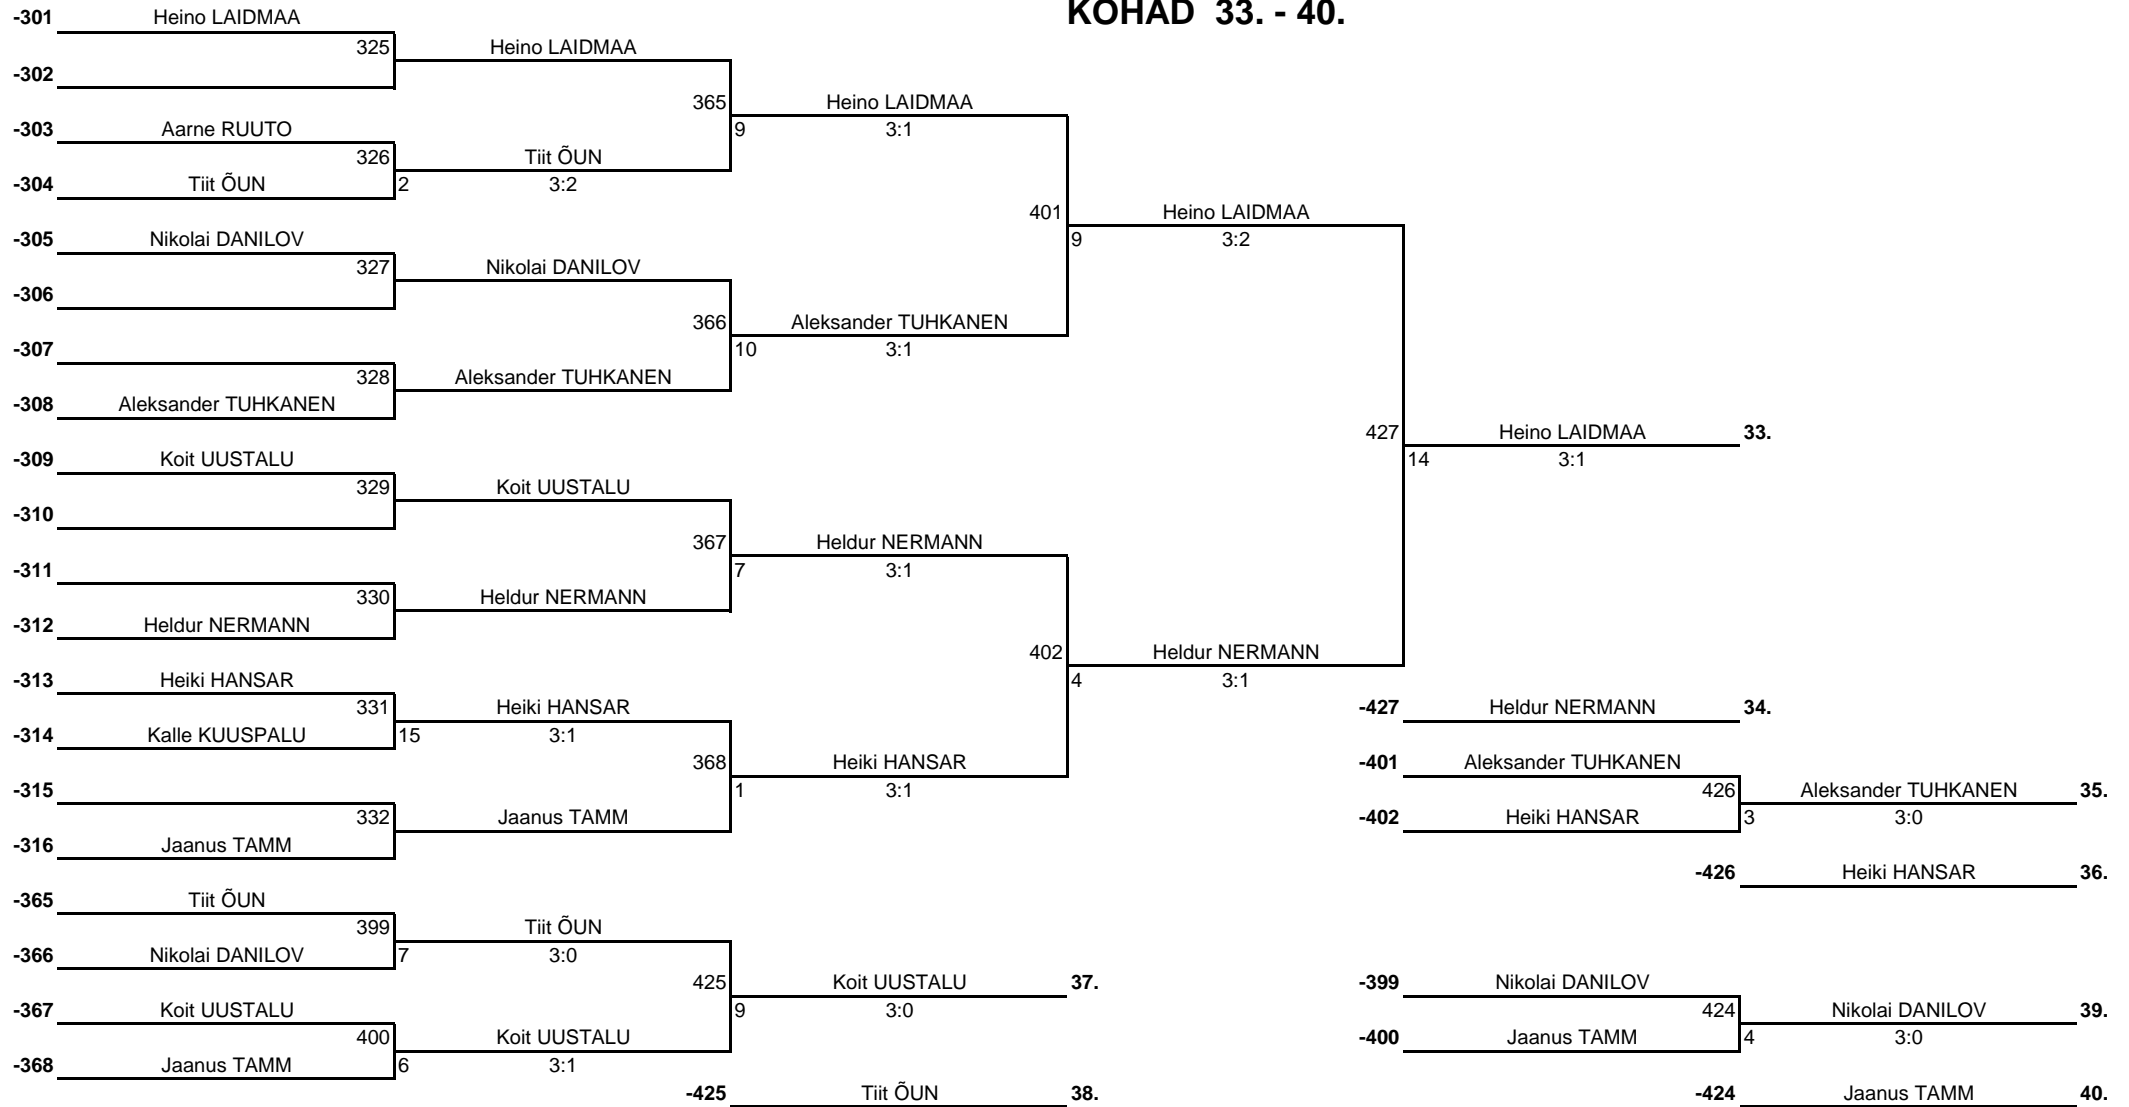 KOHAD 33. - 40.
-301 Heino LAIDMAA
325 Heino LAIDMAA
-302
365 Heino LAIDMAA
-303 Aarne RUUTO 9 3:1
326 Tiit ÕUN
-304 Tiit ÕUN 2 3:2
401 Heino LAIDMAA
-305 Nikolai DANILOV 9 3:2
327 Nikolai DANILOV
-306
366 Aleksander TUHKANEN
-307 10 3:1
328 Aleksander TUHKANEN
-308 Aleksander TUHKANEN
427 Heino LAIDMAA 33.
-309 Koit UUSTALU 14 3:1
329 Koit UUSTALU
-310
367 Heldur NERMANN
-311 7 3:1
330 Heldur NERMANN
-312 Heldur NERMANN
402 Heldur NERMANN
-313 Heiki HANSAR 4 3:1
331 Heiki HANSAR -427 Heldur NERMANN 34.
-314 Kalle KUUSPALU 15 3:1
368 Heiki HANSAR -401 Aleksander TUHKANEN
-315 1 3:1 426 Aleksander TUHKANEN 35.
332 Jaanus TAMM -402 Heiki HANSAR 3 3:0
-316 Jaanus TAMM
-426 Heiki HANSAR 36.
-365 Tiit ÕUN
399 Tiit ÕUN
-366 Nikolai DANILOV 7 3:0
425 Koit UUSTALU 37. -399 Nikolai DANILOV
-367 Koit UUSTALU 9 3:0 424 Nikolai DANILOV 39.
400 Koit UUSTALU -400 Jaanus TAMM 4 3:0
-368 Jaanus TAMM 6 3:1
-425 Tiit ÕUN 38. -424 Jaanus TAMM 40.